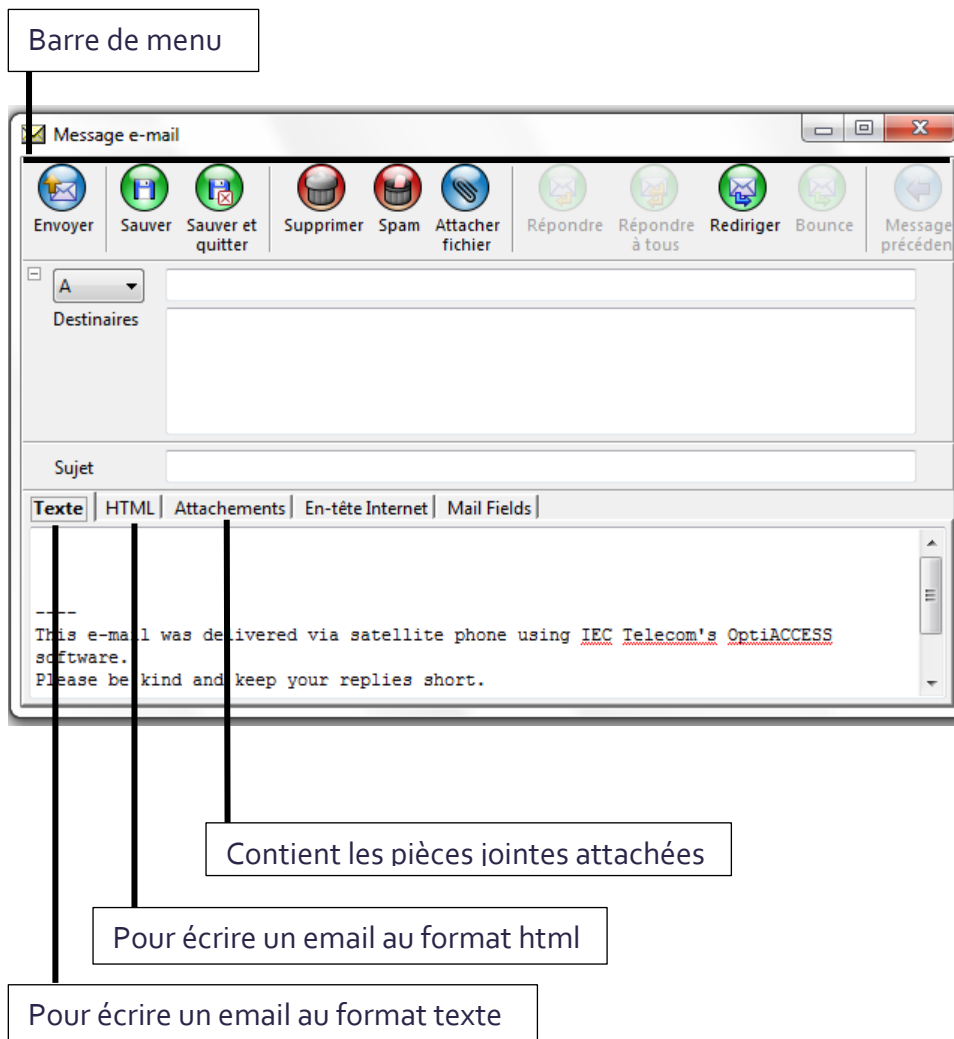 Barre de menu
Message e-mail
Envoyer Sauver Sauver et quitter Supprimer Spam Attacher fichier Répondre Répondre à tous Rediriger Bounce Message précéden
A
Destinaires
Sujet
Texte HTML Attachements En-tête Internet Mail Fields
----
This e-mail was delivered via satellite phone using IEC Telecom's OptiACCESS
software.
Please be kind and keep your replies short.
Contient les pièces jointes attachées
Pour écrire un email au format html
Pour écrire un email au format texte